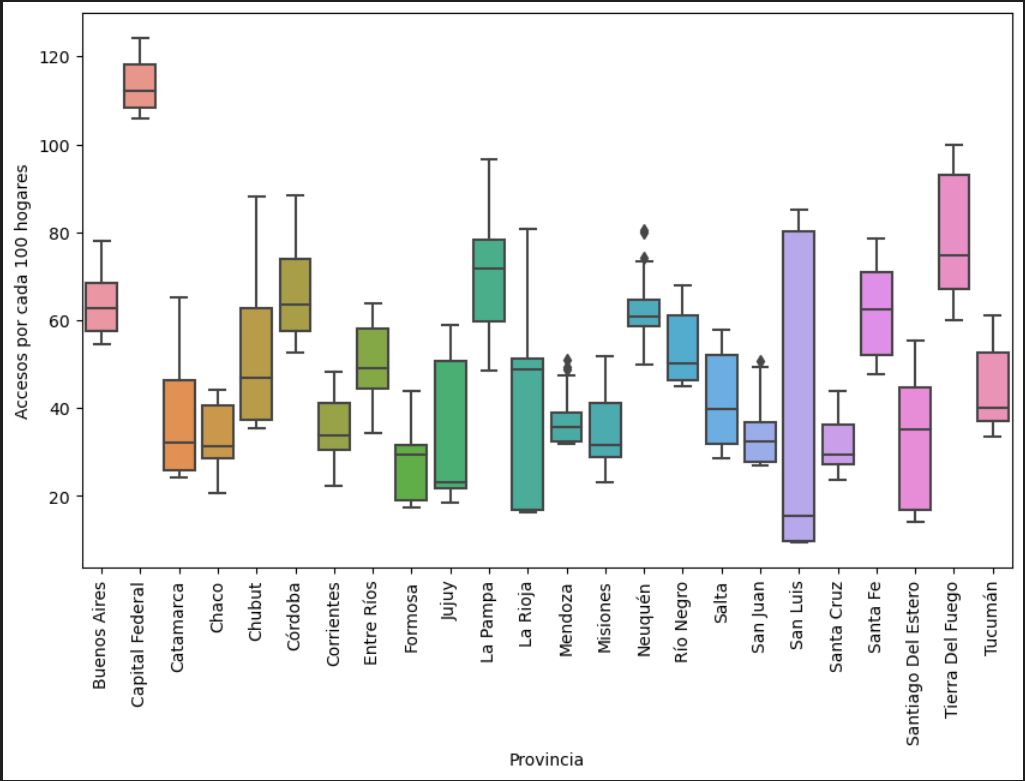 Accesos por cada 100 hogares
120
100
80
60
40
20
Buenos Aires
Capital Federal
Catamarca
Chaco
Chubut
Córdoba
Corrientes
Entre Ríos
Formosa
Jujuy
La Pampa
La Rioja
Mendoza
Misiones
Neuquén
Río Negro
Salta
San Juan
San Luis
Santa Cruz
Santa Fe
Santiago Del Estero
Tierra Del Fuego
Tucumán
Provincia